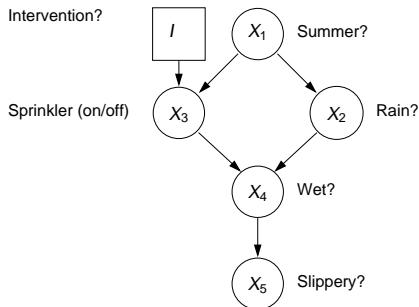 Intervention?
I
X1
Summer?
Sprinkler (on/off)
X3
X2
Rain?
X4
Wet?
X5
Slippery?